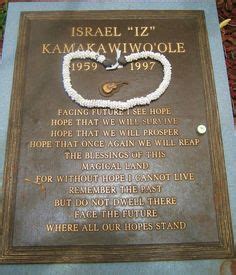 ISRAEL "IZ"
KAMAKAWIWO'OLE
1959 1997
FACING FUTURE I SEE HOPE
HOPE THAT WE WILL SURVIVE
HOPE THAT WE WILL PROSPER
HOPE THAT ONCE AGAIN WE WILL REAP
THE BLESSINGS OF THIS
MAGICAL LAND
FOR WITHOUT HOPE I CANNOT LIVE
REMEMBER THE PAST
BUT DO NOT DWELL THERE
FACE THE FUTURE
WHERE ALL OUR HOPES STAND